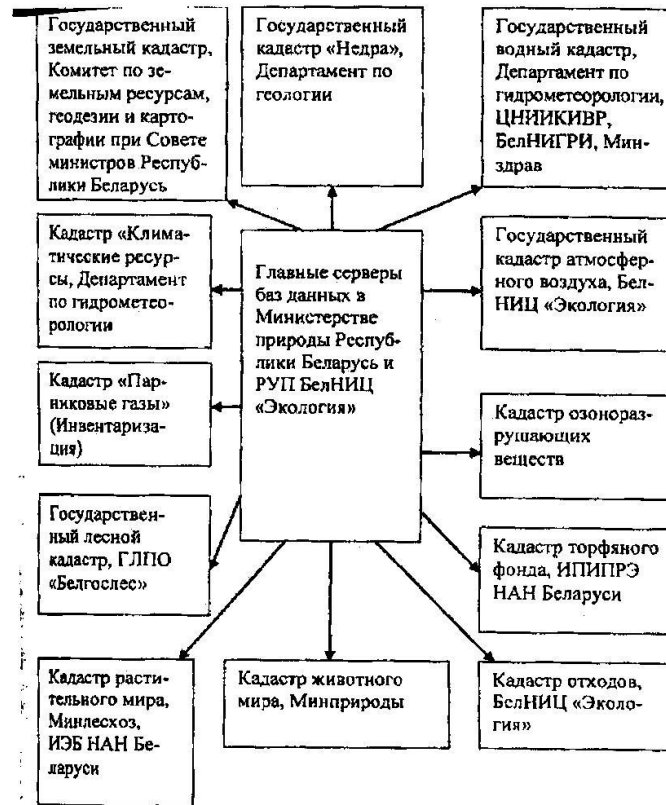 Государственный
земельный кадастр,
Комитет по зе-
мельным ресурсам,
геодезии и карто-
графии при Совете
министров Респуб-
лики Беларусь
Государственный
кадастр «Недра»,
Департамент по
геологии
Государственный
водный кадастр,
Департамент по
гидрометеорологии,
ЦНИИКИВР,
БелНИГРИ, Мин-
здрав
Кадастр «Клима-
тические ресур-
сы, Департамент
по гидрометео-
рологии
Главные серверы
баз данных в
Министерстве
природы Респуб-
лики Беларусь и
РУП БелНИЦ
«Экология»
Государственный
кадастр атмосфер-
ного воздуха, Бел-
НИЦ «Экология»
Кадастр «Пар-
никовые газы»
(Инвентариза-
ция)
Кадастр озонораз-
рушающих
веществ
Государствен-
ный лесной
кадастр, ГЛПО
«Белгослес»
Кадастр торфяного
фонда, ИПИПРЭ
НАН Беларуси
Кадастр расти-
тельного мира,
Минлесхоз,
ИЭБ НАН Бе-
ларуси
Кадастр животного
мира, Минприроды
Кадастр отходов,
БелНИЦ «Эколо-
гия»